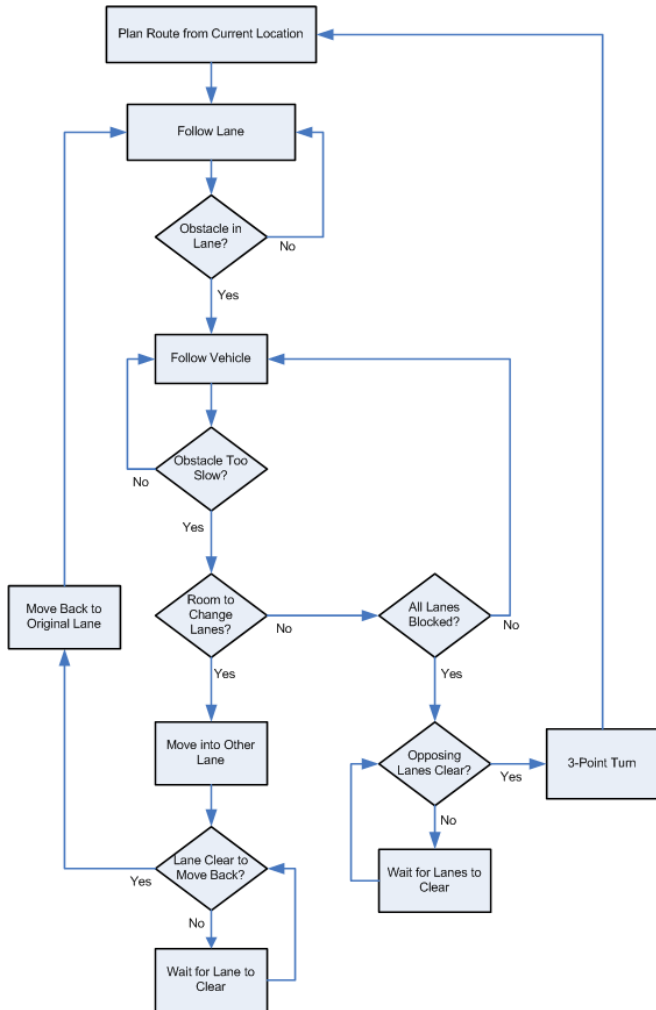 Plan Route from Current Location
Follow Lane
Obstacle in
Lane?
No
Yes
Follow Vehicle
Obstacle Too
Slow?
No
Yes
Move Back to
Original Lane
Room to
Change
Lanes?
No
All Lanes
Blocked?
No
Yes
Yes
Move into Other
Lane
Opposing
Lanes Clear?
Yes
3-Point Turn
No
Lane Clear to
Move Back?
Yes
Wait for Lanes to
Clear
No
Wait for Lane to
Clear